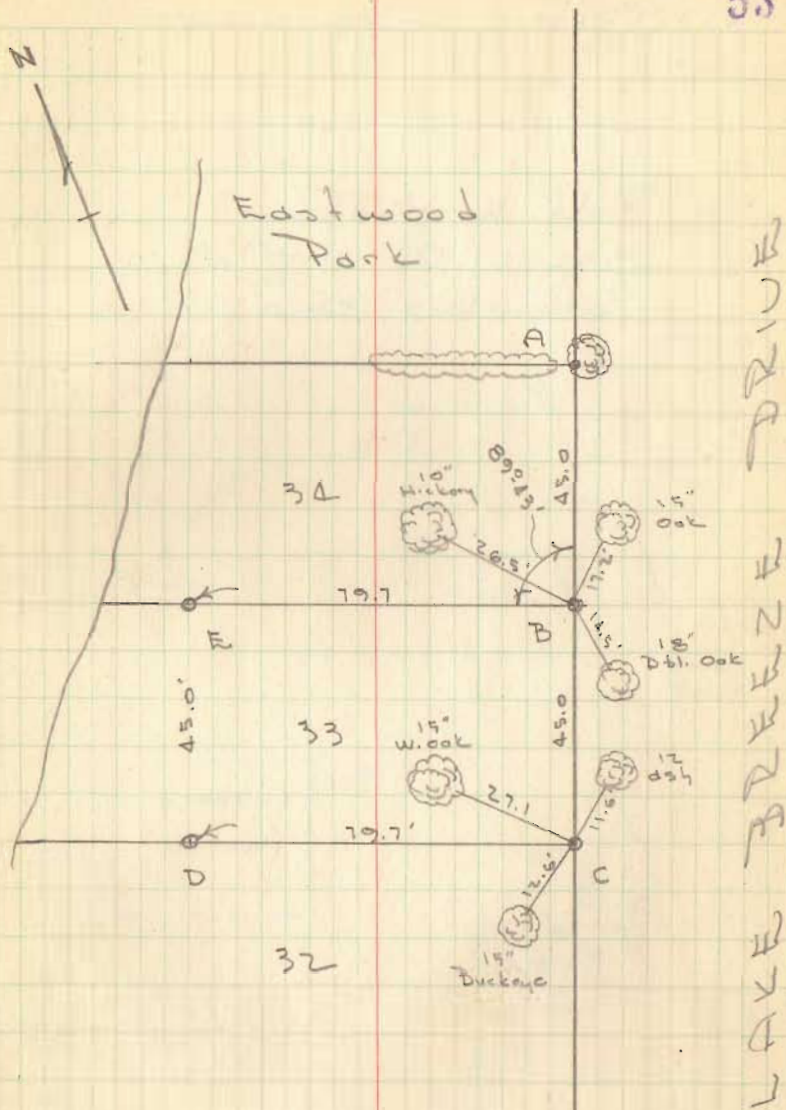 N
Eastwood
Park
A
34
10"
Hickory
26.5'
89°43'
45.0
15"
Oak
17.2'
79.7
E
B
14.5'
18"
Dbl. Oak
45.0'
33
15"
W. Oak
27.1
45.0
12
ash
11.6'
79.7'
D
C
12.6'
32
15"
Buckeye
LAKE BREEZE DRIVE